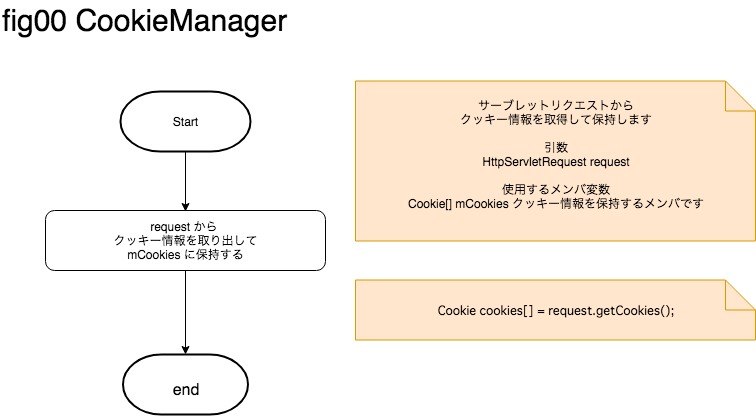 fig00 CookieManager
Start
request から
クッキー情報を取り出して
mCookies に保持する
end
サーブレットリクエストから
クッキー情報を取得して保持します
引数
HttpServletRequest request
使用するメンバ変数
Cookie[] mCookies クッキー情報を保持するメンバです
Cookie cookies[] = request.getCookies();